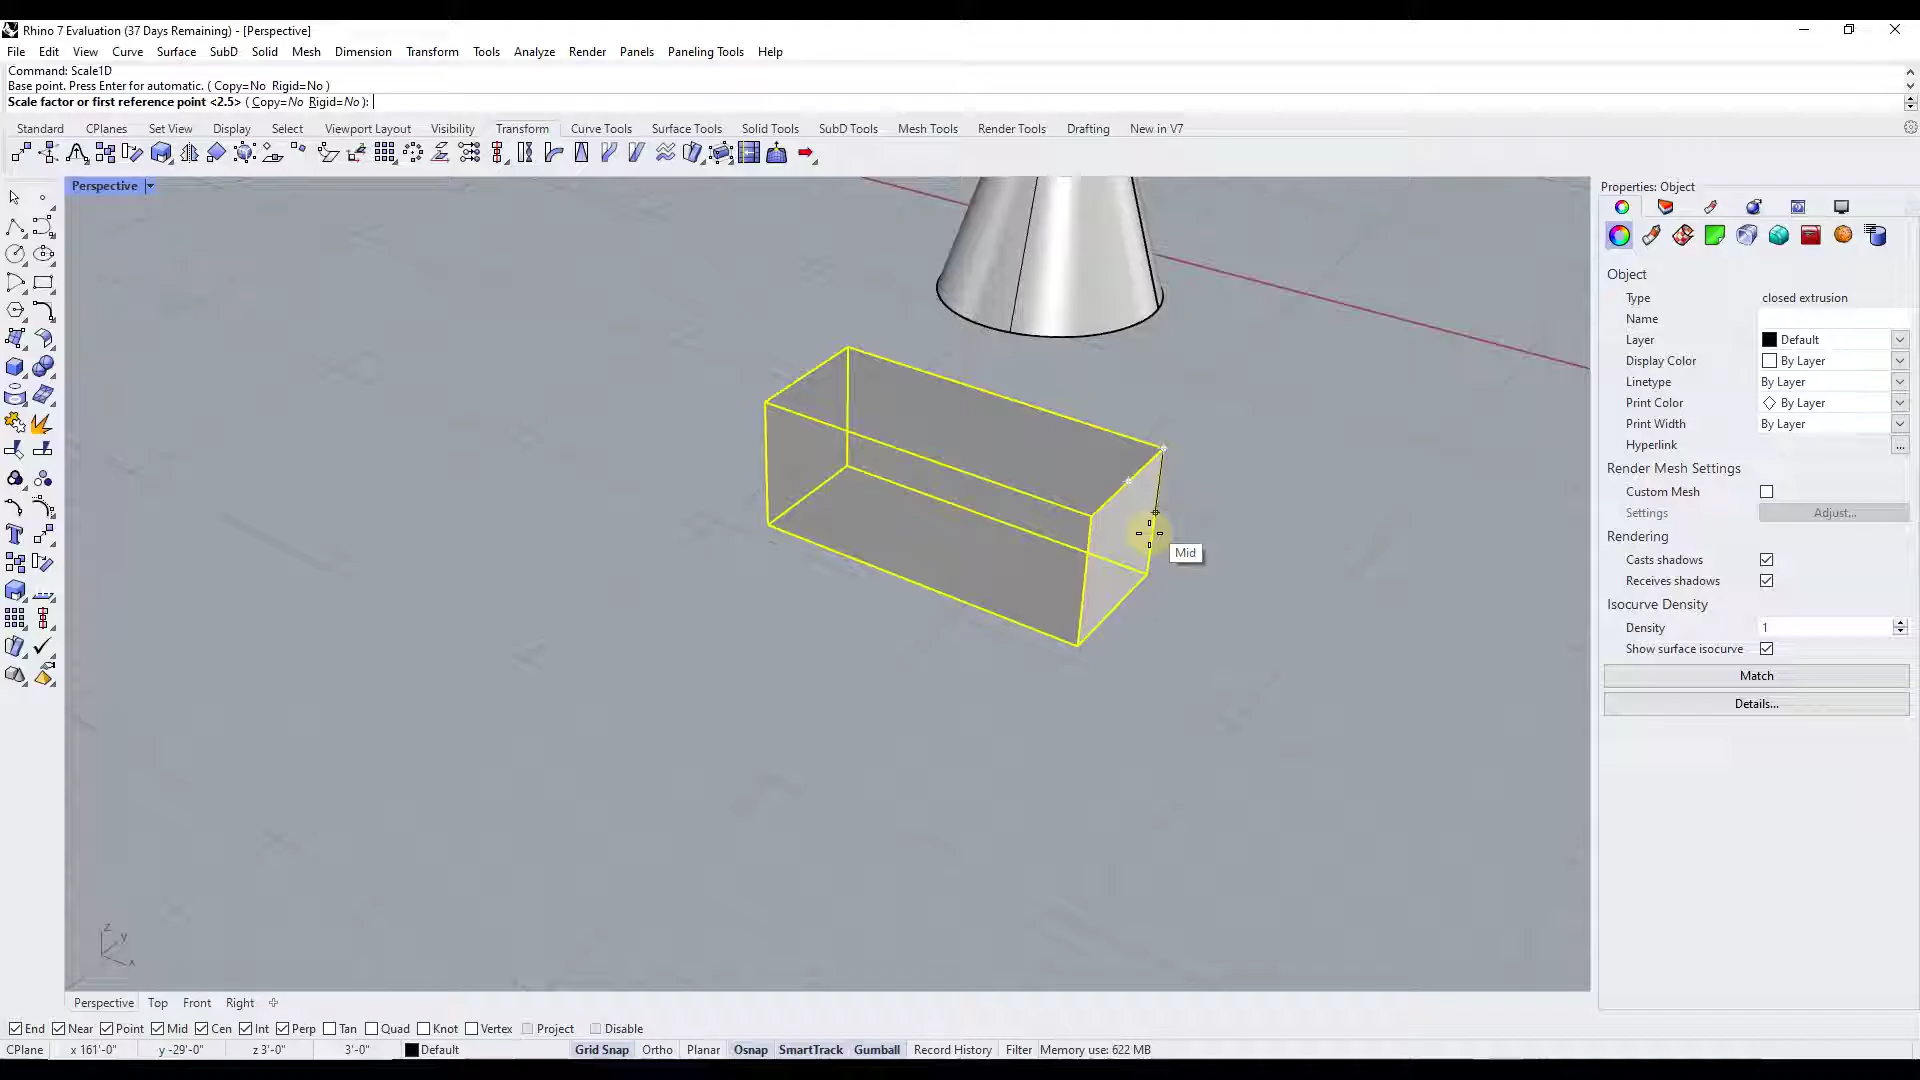 Rhino 7 Evaluation (37 Days Remaining) - [Perspective]
File Edit View Curve Surface SubD Solid Mesh Dimension Transform Tools Analyze Render Panels Paneling Tools Help
Command: Scale1D
Base point. Press Enter for automatic. ( Copy=No Rigid=No )
Scale factor or first reference point <2.5> ( Copy=No Rigid=No ):
Standard CPlanes Set View Display Select Viewport Layout Visibility Transform Curve Tools Surface Tools Solid Tools SubD Tools Mesh Tools Render Tools Drafting New in V7
Perspective
Properties: Object
Object
Type closed extrusion
Name
Layer Default
Display Color By Layer
Linetype By Layer
Print Color By Layer
Print Width By Layer
Hyperlink ...
Render Mesh Settings
Custom Mesh
Settings Adjust...
Rendering
Casts shadows
Receives shadows
Isocurve Density
Density 1
Show surface isocurve
Match
Details...
Mid
z
y
x
Perspective Top Front Right
End Near Point Mid Cen Int Perp Tan Quad Knot Vertex Project Disable
CPlane x 161'-0" y -29'-0" z 3'-0" 3'-0" Default Grid Snap Ortho Planar Osnap SmartTrack Gumball Record History Filter Memory use: 622 MB